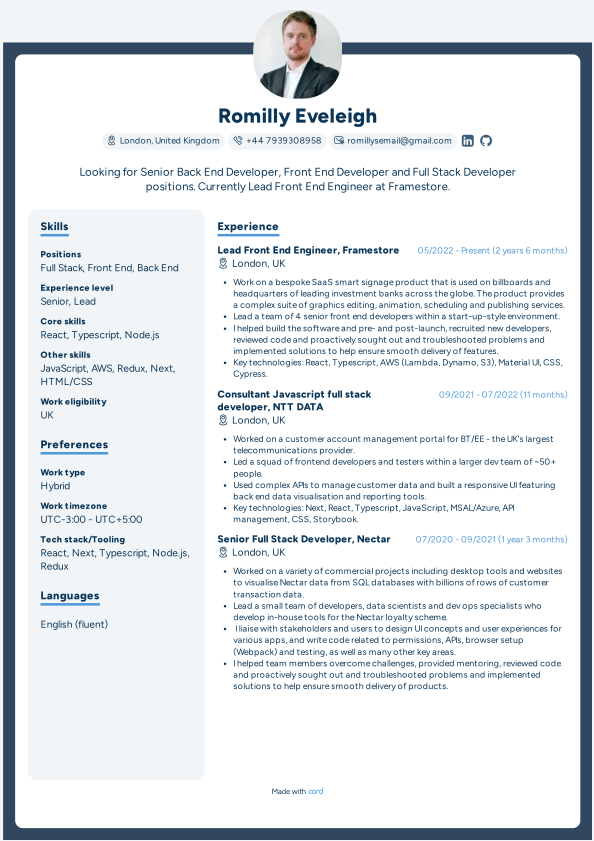 Romilly Eveleigh
London, United Kingdom +44 7939308958 romillysemail@gmail.com in
Looking for Senior Back End Developer, Front End Developer and Full Stack Developer
positions. Currently Lead Front End Engineer at Framestore.
Skills
Positions
Full Stack, Front End, Back End
Experience level
Senior, Lead
Core skills
React, Typescript, Node.js
Other skills
JavaScript, AWS, Redux, Next,
HTML/CSS
Work eligibility
UK
Preferences
Work type
Hybrid
Work timezone
UTC-3:00 - UTC+5:00
Tech stack/Tooling
React, Next, Typescript, Node.js,
Redux
Languages
English (fluent)
Experience
Lead Front End Engineer, Framestore 05/2022 - Present (2 years 6 months)
London, UK
• Work on a bespoke SaaS smart signage product that is used on billboards and
headquarters of leading investment banks across the globe. The product provides
a complex suite of graphics editing, animation, scheduling and publishing services.
• Lead a team of 4 senior front end developers within a start-up-style environment.
• I helped build the software and pre- and post-launch, recruited new developers,
reviewed code and proactively sought out and troubleshooted problems and
implemented solutions to help ensure smooth delivery of features.
• Key technologies: React, Typescript, AWS (Lambda, Dynamo, S3), Material UI, CSS,
Cypress.
Consultant Javascript full stack 09/2021 - 07/2022 (11 months)
developer, NTT DATA
London, UK
• Worked on a customer account management portal for BT/EE - the UK's largest
telecommunications provider.
• Led a squad of frontend developers and testers within a larger dev team of ~50+
people.
• Used complex APIs to manage customer data and built a responsive UI featuring
back end data visualisation and reporting tools.
• Key technologies: Next, React, Typescript, JavaScript, MSAL/Azure, API
management, CSS, Storybook.
Senior Full Stack Developer, Nectar 07/2020 - 09/2021 (1 year 3 months)
London, UK
• Worked on a variety of commercial projects including desktop tools and websites
to visualise Nectar data from SQL databases with billions of rows of customer
transaction data.
• Lead a small team of developers, data scientists and dev ops specialists who
develop in-house tools for the Nectar loyalty scheme.
• I liaise with stakeholders and users to design UI concepts and user experiences for
various apps, and write code related to permissions, APIs, browser setup
(Webpack) and testing, as well as many other key areas.
• I helped team members overcome challenges, provided mentoring, reviewed code
and proactively sought out and troubleshooted problems and implemented
solutions to help ensure smooth delivery of products.
Made with cord